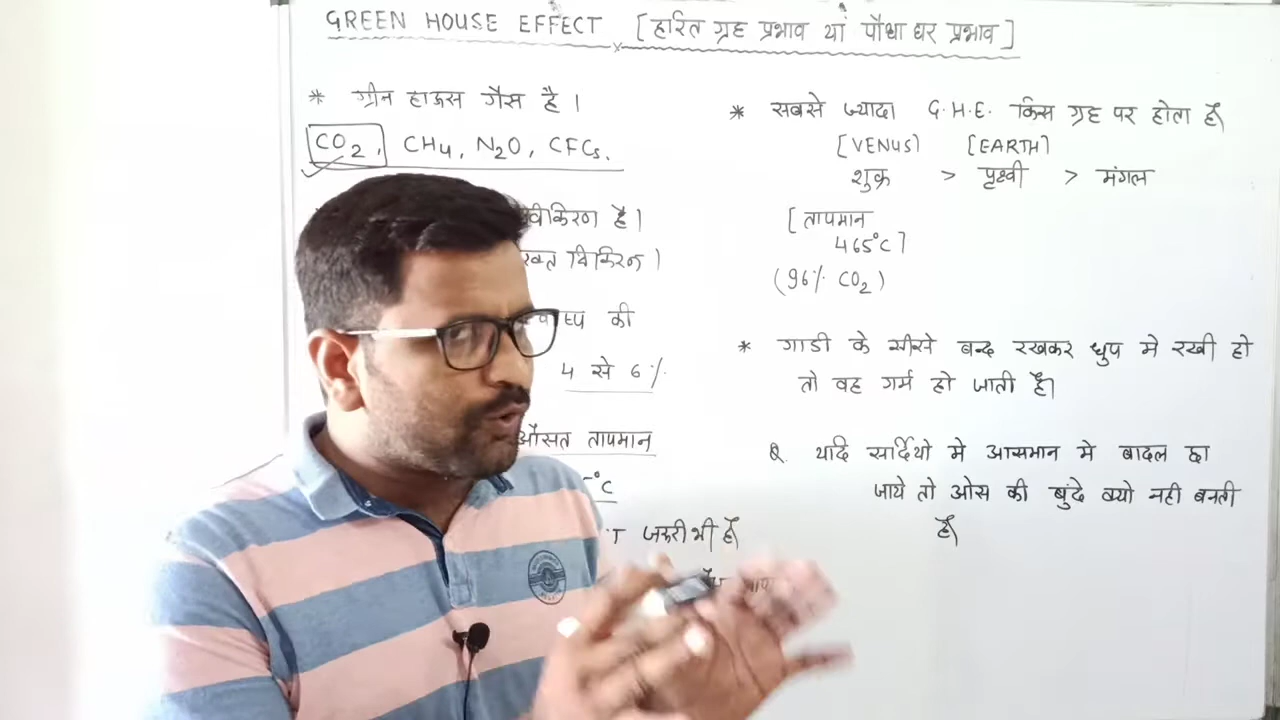 GREEN HOUSE EFFECT [हरित ग्रह प्रभाव यां पौधा घर प्रभाव]
* ग्रीन हाऊस गैस है ।
CO2, CH4, N2O, CFCs.
विकिरण है ।
रक्त विकिरण ।
की
4 से 6 %
औसत तापमान
°C
जरूरी भी है
* सबसे ज्यादा G.H.E. किस ग्रह पर होता है
[VENUS] [EARTH]
शुक्र > पृथ्वी > मंगल
[तापमान
465°C]
(96% CO2)
* गाडी के सीसे बन्द रखकर धुप मे रखी हो
तो वह गर्म हो जाती है।
Q. यदि सर्दियो मे आसमान मे बादल छा
जाये तो ओस की बुंदे क्यो नही बनती
है